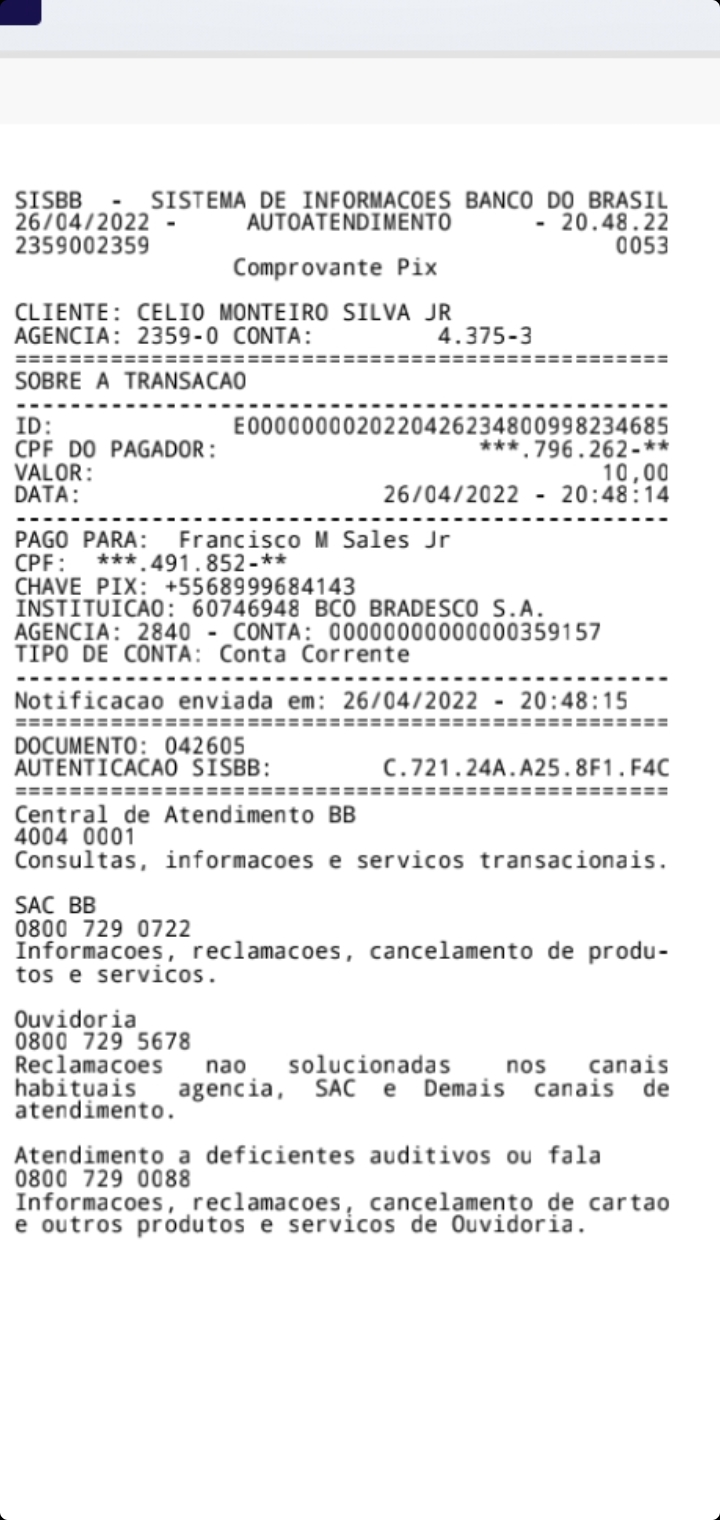 SISBB - SISTEMA DE INFORMACOES BANCO DO BRASIL
26/04/2022 - AUTOATENDIMENTO - 20.48.22
2359002359 0053
Comprovante Pix
CLIENTE: CELIO MONTEIRO SILVA JR
AGENCIA: 2359-0 CONTA: 4.375-3
================================================
SOBRE A TRANSACAO
------------------------------------------------
ID: E0000000020220426234800998234685
CPF DO PAGADOR: ***.796.262-**
VALOR: 10,00
DATA: 26/04/2022 - 20:48:14
------------------------------------------------
PAGO PARA: Francisco M Sales Jr
CPF: ***.491.852-**
CHAVE PIX: +5568999684143
INSTITUICAO: 60746948 BCO BRADESCO S.A.
AGENCIA: 2840 - CONTA: 00000000000000359157
TIPO DE CONTA: Conta Corrente
------------------------------------------------
Notificacao enviada em: 26/04/2022 - 20:48:15
================================================
DOCUMENTO: 042605
AUTENTICACAO SISBB: C.721.24A.A25.8F1.F4C
================================================
Central de Atendimento BB
4004 0001
Consultas, informacoes e servicos transacionais.
SAC BB
0800 729 0722
Informacoes, reclamacoes, cancelamento de produ-
tos e servicos.
Ouvidoria
0800 729 5678
Reclamacoes nao solucionadas nos canais
habituais agencia, SAC e Demais canais de
atendimento.
Atendimento a deficientes auditivos ou fala
0800 729 0088
Informacoes, reclamacoes, cancelamento de cartao
e outros produtos e servicos de Ouvidoria.